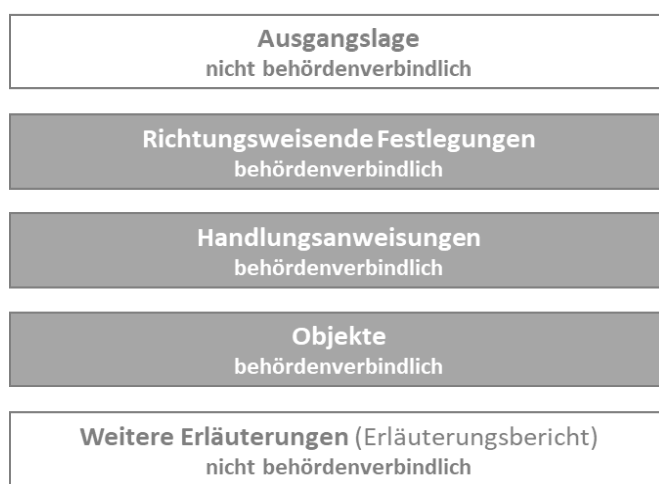 Ausgangslage
nicht behördenverbindlich
Richtungsweisende Festlegungen
behördenverbindlich
Handlungsanweisungen
behördenverbindlich
Objekte
behördenverbindlich
Weitere Erläuterungen (Erläuterungsbericht)
nicht behördenverbindlich